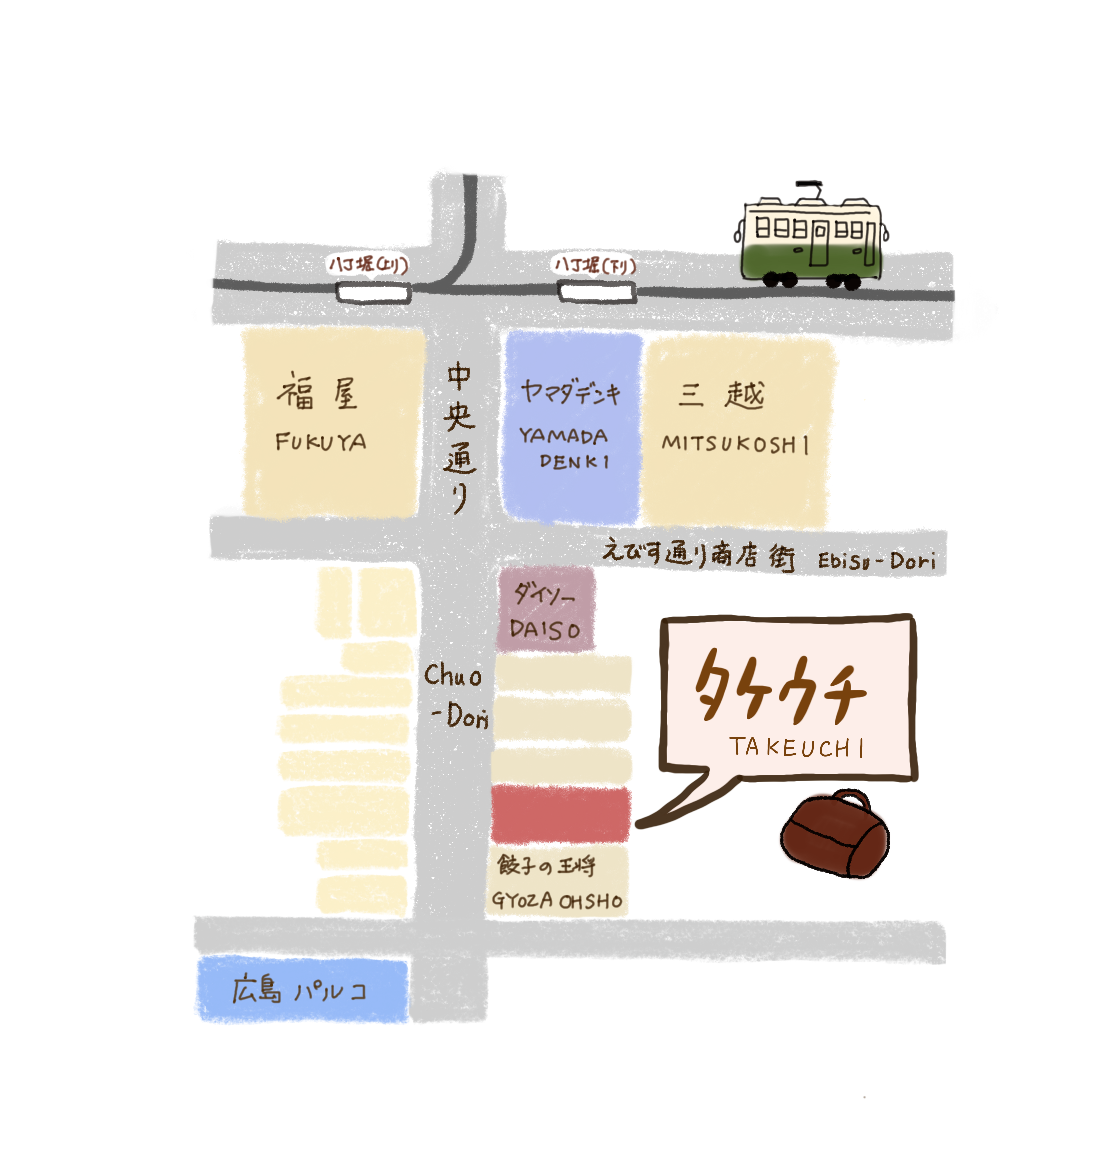 八丁堀(上り)
八丁堀(下り)
福屋
FUKUYA
中央通り
ヤマダデンキ
YAMADA
DENKI
三越
MITSUKOSHI
えびす通り商店街 Ebisu-Dori
ダイソー
DAISO
Chuo
-Dori
タケウチ
TAKEUCHI
餃子の王将
GYOZA OHSHO
広島パルコ